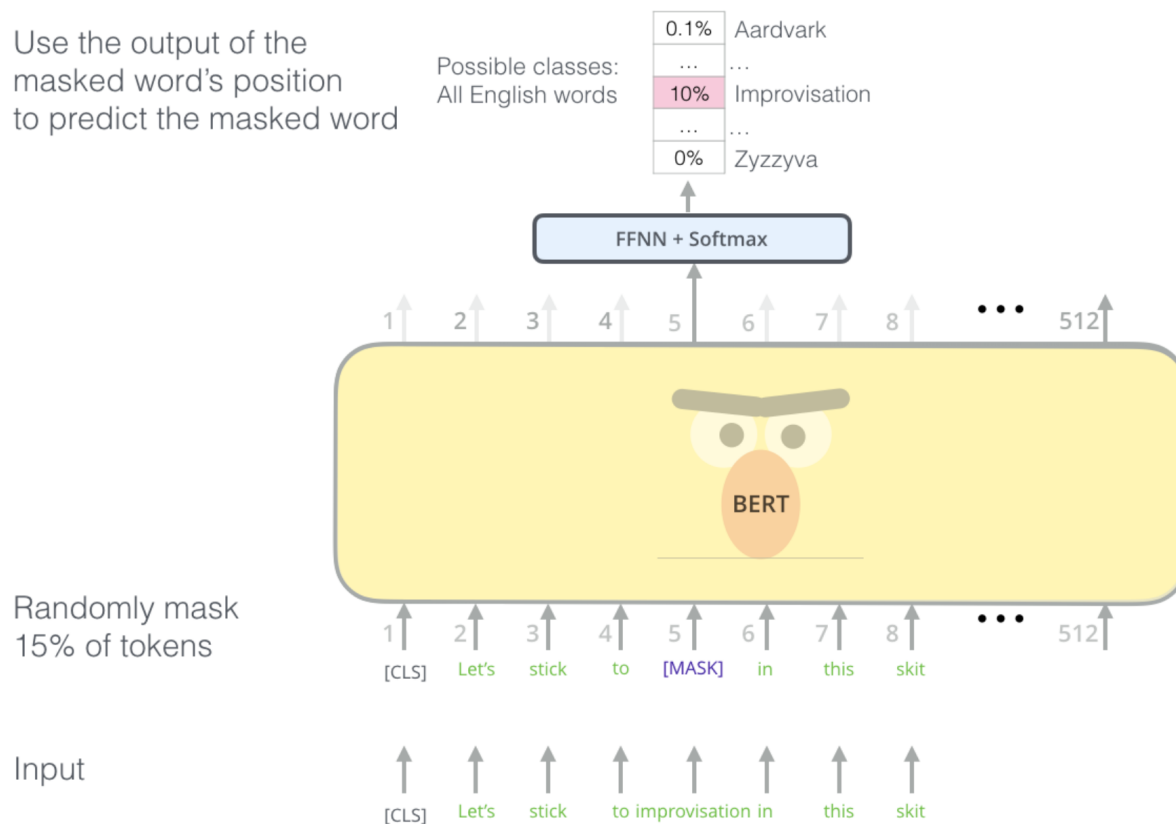 Use the output of the
masked word's position
to predict the masked word
Possible classes:
All English words
0.1% Aardvark
... ...
10% Improvisation
... ...
0% Zyzzyva
FFNN + Softmax
1 2 3 4 5 6 7 8 ••• 512
BERT
Randomly mask
15% of tokens
1 2 3 4 5 6 7 8 ••• 512
[CLS] Let's stick to [MASK] in this skit
Input
[CLS] Let's stick to improvisation in this skit